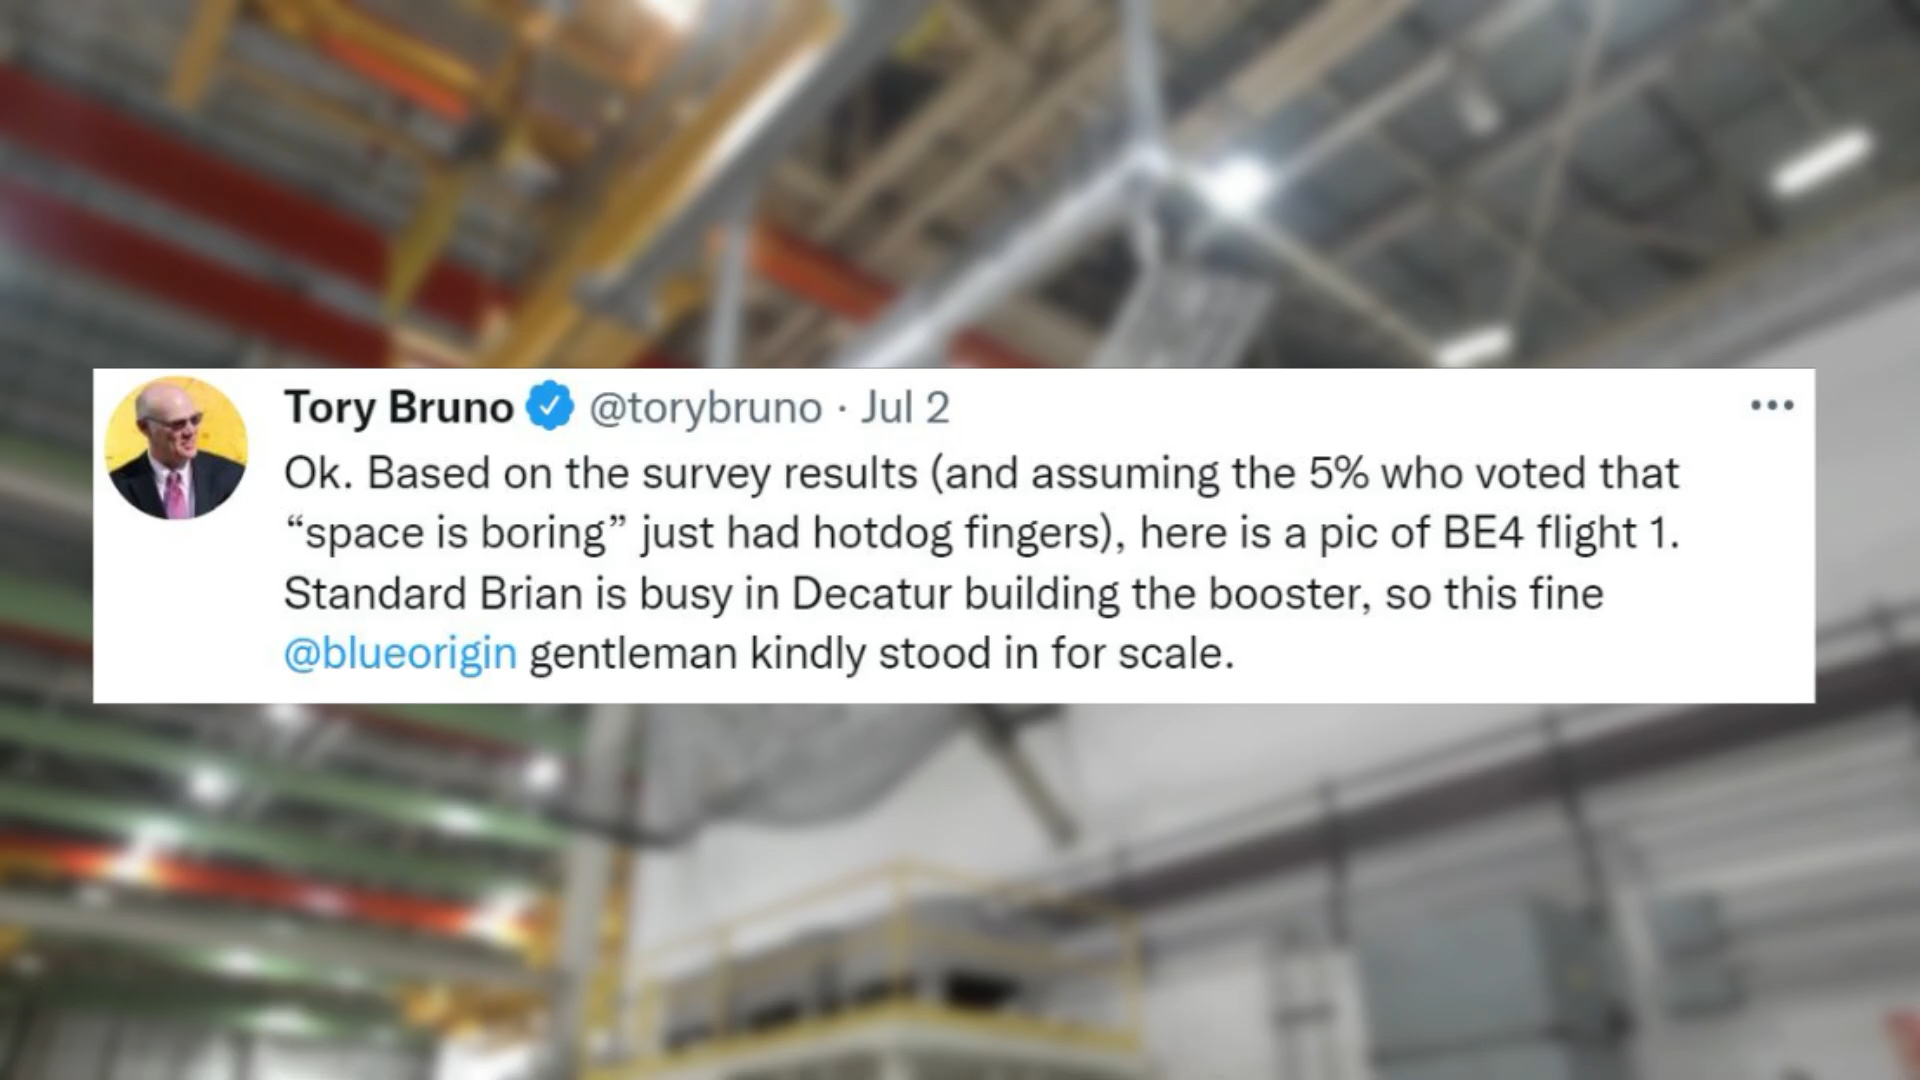 Tory Bruno @torybruno · Jul 2
Ok. Based on the survey results (and assuming the 5% who voted that
“space is boring” just had hotdog fingers), here is a pic of BE4 flight 1.
Standard Brian is busy in Decatur building the booster, so this fine
@blueorigin gentleman kindly stood in for scale.